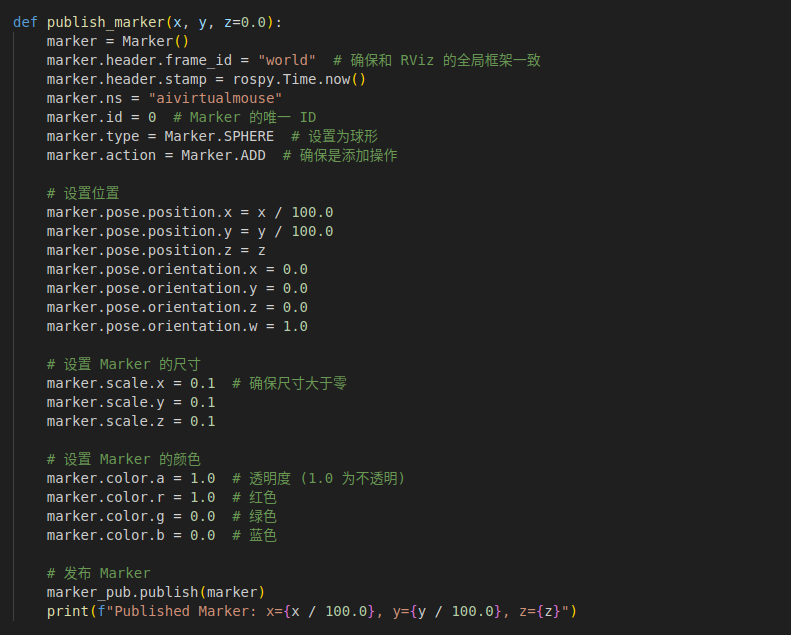 def publish_marker(x, y, z=0.0):
    marker = Marker()
    marker.header.frame_id = "world"  # 确保和 RViz 的全局框架一致
    marker.header.stamp = rospy.Time.now()
    marker.ns = "aivirtualmouse"
    marker.id = 0  # Marker 的唯一 ID
    marker.type = Marker.SPHERE  # 设置为球形
    marker.action = Marker.ADD  # 确保是添加操作

    # 设置位置
    marker.pose.position.x = x / 100.0
    marker.pose.position.y = y / 100.0
    marker.pose.position.z = z
    marker.pose.orientation.x = 0.0
    marker.pose.orientation.y = 0.0
    marker.pose.orientation.z = 0.0
    marker.pose.orientation.w = 1.0

    # 设置 Marker 的尺寸
    marker.scale.x = 0.1  # 确保尺寸大于零
    marker.scale.y = 0.1
    marker.scale.z = 0.1

    # 设置 Marker 的颜色
    marker.color.a = 1.0  # 透明度 (1.0 为不透明)
    marker.color.r = 1.0  # 红色
    marker.color.g = 0.0  # 绿色
    marker.color.b = 0.0  # 蓝色

    # 发布 Marker
    marker_pub.publish(marker)
    print(f"Published Marker: x={x / 100.0}, y={y / 100.0}, z={z}")